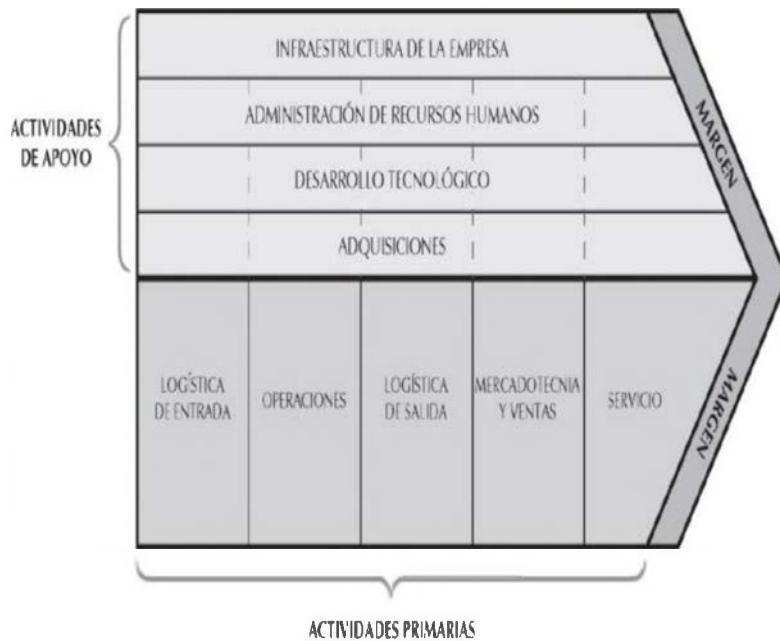 INFRAESTRUCTURA DE LA EMPRESA
ADMINISTRACIÓN DE RECURSOS HUMANOS
DESARROLLO TECNOLÓGICO
ADQUISICIONES
ACTIVIDADES
DE APOYO
MARGEN
LOGÍSTICA
DE ENTRADA
OPERACIONES
LOGÍSTICA
DE SALIDA
MERCADOTECNIA
Y VENTAS
SERVICIO
MARGEN
ACTIVIDADES PRIMARIAS